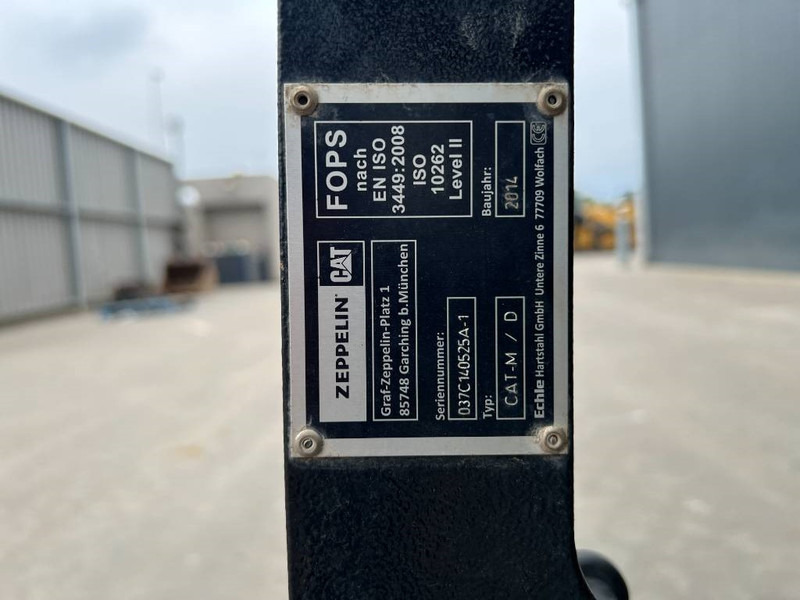 ZEPPELIN CAT
Graf-Zeppelin-Platz 1
85748 Garching b.München
FOPS
nach
EN ISO
3449:2008
ISO
10262
Level II
Seriennummer:
037C140525A-1
Typ:
CAT-M / D
Baujahr:
2014
Echle Hartstahl GmbH Untere Zinne 6 77709 Wolfach CE